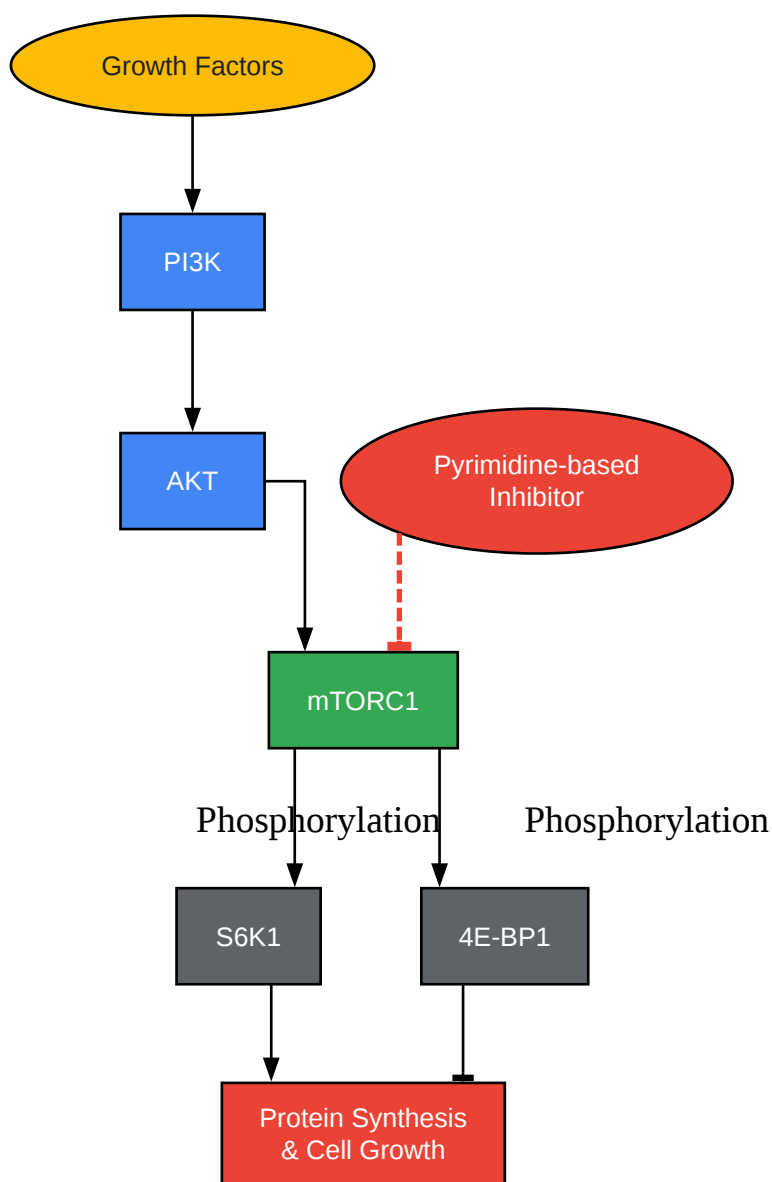 Growth Factors
PI3K
AKT
Pyrimidine-based
Inhibitor
mTORC1
Phosphorylation
Phosphorylation
S6K1
4E-BP1
Protein Synthesis
& Cell Growth